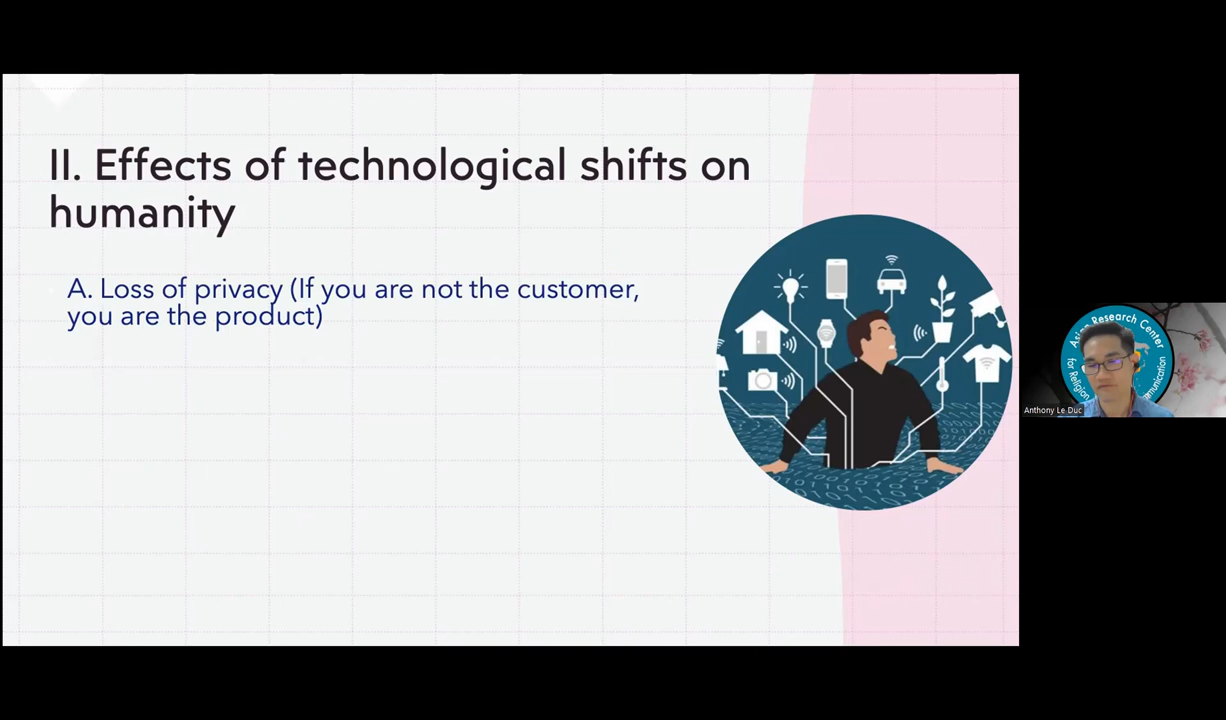 II. Effects of technological shifts on
humanity
A. Loss of privacy (If you are not the customer,
you are the product)
Asian Research Center
for Religion
Anthony Le Duc